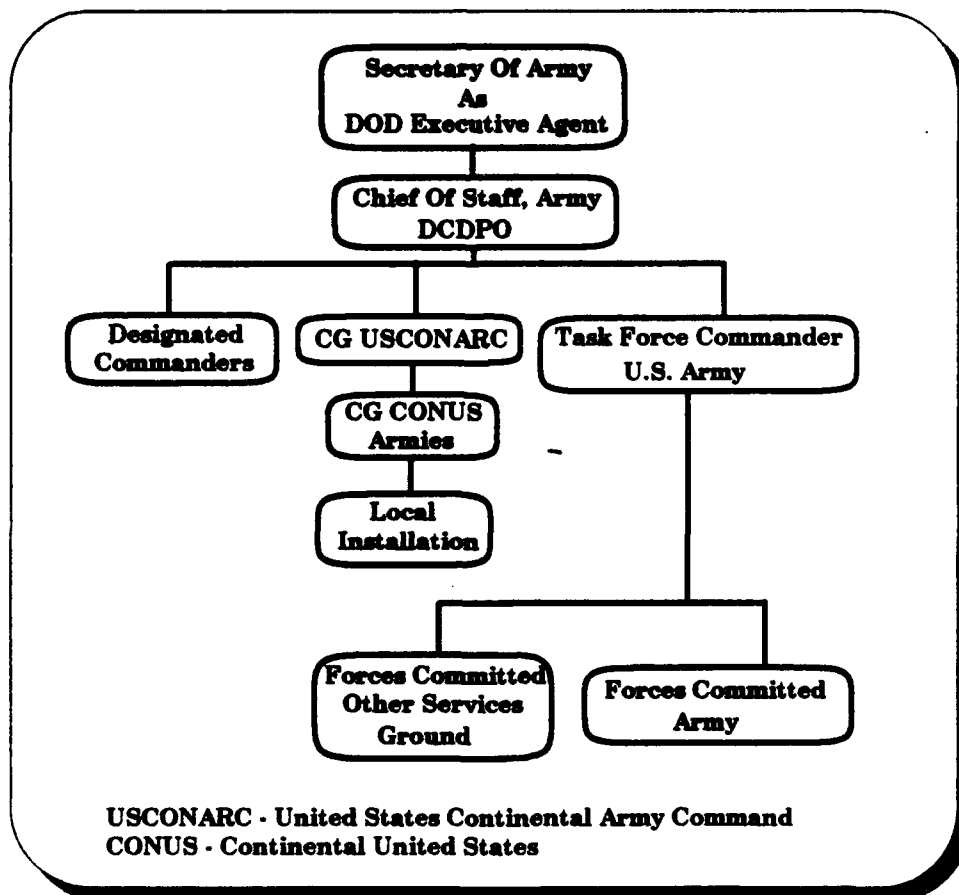 Secretary Of Army
As
DOD Executive Agent
Chief Of Staff, Army
DCDPO
Designated
Commanders
CG USCONARC
Task Force Commander
U.S. Army
CG CONUS
Armies
Local
Installation
Forces Committed
Other Services
Ground
Forces Committed
Army
USCONARC - United States Continental Army Command
CONUS - Continental United States